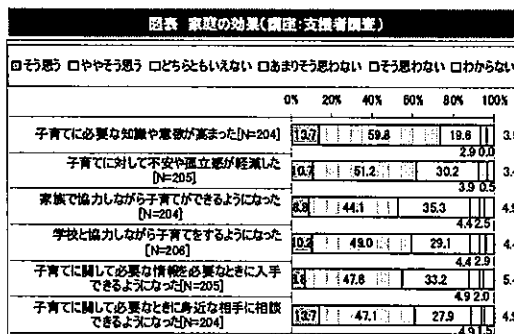 図表 家庭の効果(講座:支援者調査)
そう思う ややそう思う どちらともいえない あまりそう思わない そう思わない わからない
0% 20% 40% 60% 80% 100%
子育てに必要な知識や意欲が高まった[N=204] 13.7 59.8 19.6
2.9 0.0
子育てに対して不安や孤立感が軽減した
[N=205] 10.7 51.2 30.2
3.9 0.5
家族で協力しながら子育てができるようになった
[N=204] 8.8 44.1 35.3
4.4 2.5
学校と協力しながら子育てをするようになった
[N=206] 10.2 49.0 29.1
4.4 2.9
子育てに関して必要な情報を必要なときに入手
できるようになった[N=205] 47.8 33.2
4.9 2.0
子育てに関して必要なときに身近な相手に相談
できるようになった[N=204] 13.7 47.1 27.9
4.9 1.5